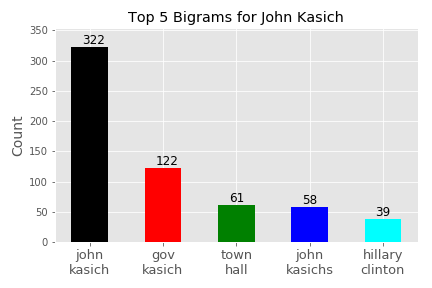 Top 5 Bigrams for John Kasich
Count
350
300
250
200
150
100
50
0
322
122
61
58
39
john
kasich
gov
kasich
town
hall
john
kasichs
hillary
clinton